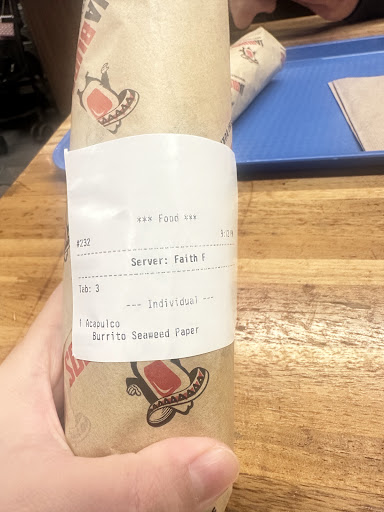 *** Food ***
#232
Server: Faith F
Tab: 3
--- Individual ---
1 Acapulco
Burrito Seaweed Paper